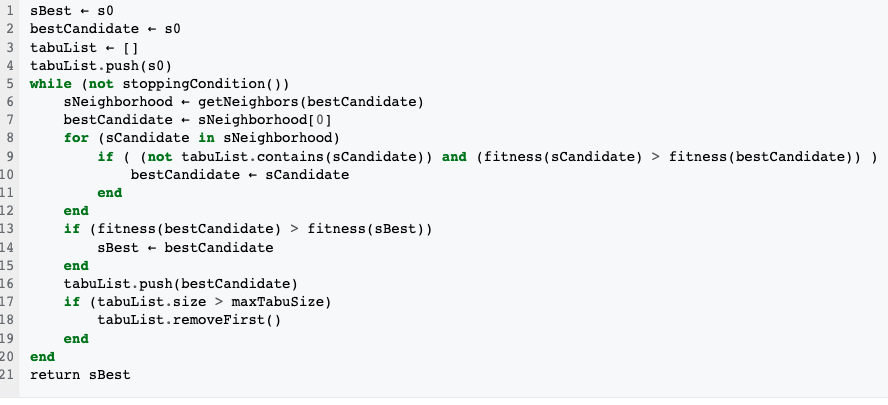 1 sBest ← s0
2 bestCandidate ← s0
3 tabuList ← []
4 tabuList.push(s0)
5 while (not stoppingCondition())
6     sNeighborhood ← getNeighbors(bestCandidate)
7     bestCandidate ← sNeighborhood[0]
8     for (sCandidate in sNeighborhood)
9         if ( (not tabuList.contains(sCandidate)) and (fitness(sCandidate) > fitness(bestCandidate)) )
10             bestCandidate ← sCandidate
11         end
12     end
13     if (fitness(bestCandidate) > fitness(sBest))
14         sBest ← bestCandidate
15     end
16     tabuList.push(bestCandidate)
17     if (tabuList.size > maxTabuSize)
18         tabuList.removeFirst()
19     end
20 end
21 return sBest